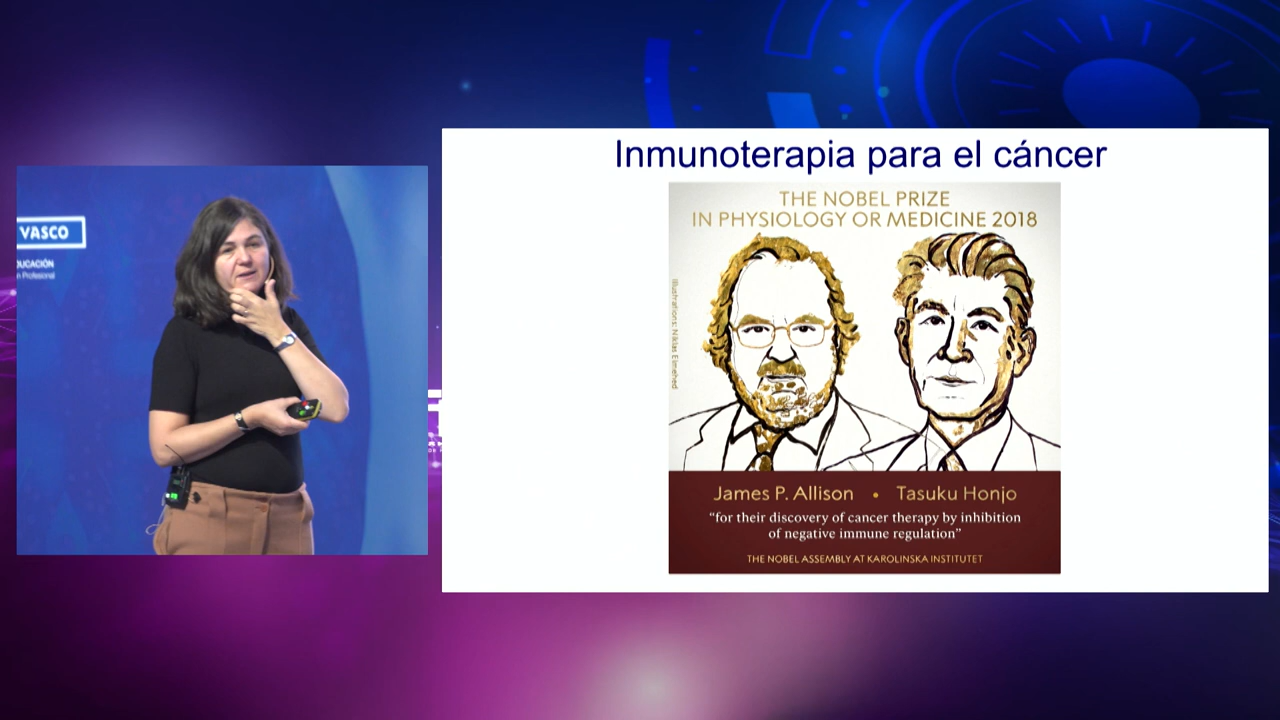 VASCO
Inmunoterapia para el cáncer
THE NOBEL PRIZE
IN PHYSIOLOGY OR MEDICINE 2018
Illustrations: Niklas Elmehed
James P. Allison • Tasuku Honjo
“for their discovery of cancer therapy by inhibition
of negative immune regulation”
THE NOBEL ASSEMBLY AT KAROLINSKA INSTITUTET